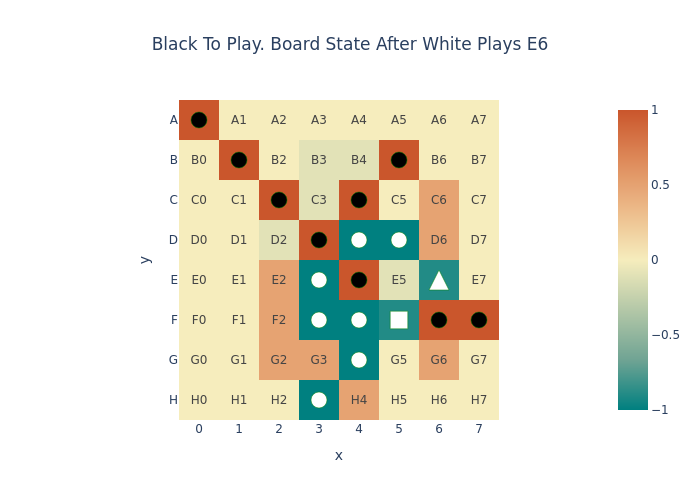 Black To Play. Board State After White Plays E6
A A1 A2 A3 A4 A5 A6 A7
B B0 B2 B3 B4 B6 B7
C C0 C1 C3 C5 C6 C7
D D0 D1 D2 D6 D7
E E0 E1 E2 E5 E7
F F0 F1 F2
G G0 G1 G2 G3 G5 G6 G7
H H0 H1 H2 H4 H5 H6 H7
0 1 2 3 4 5 6 7
x
y
1
0.5
0
−0.5
−1